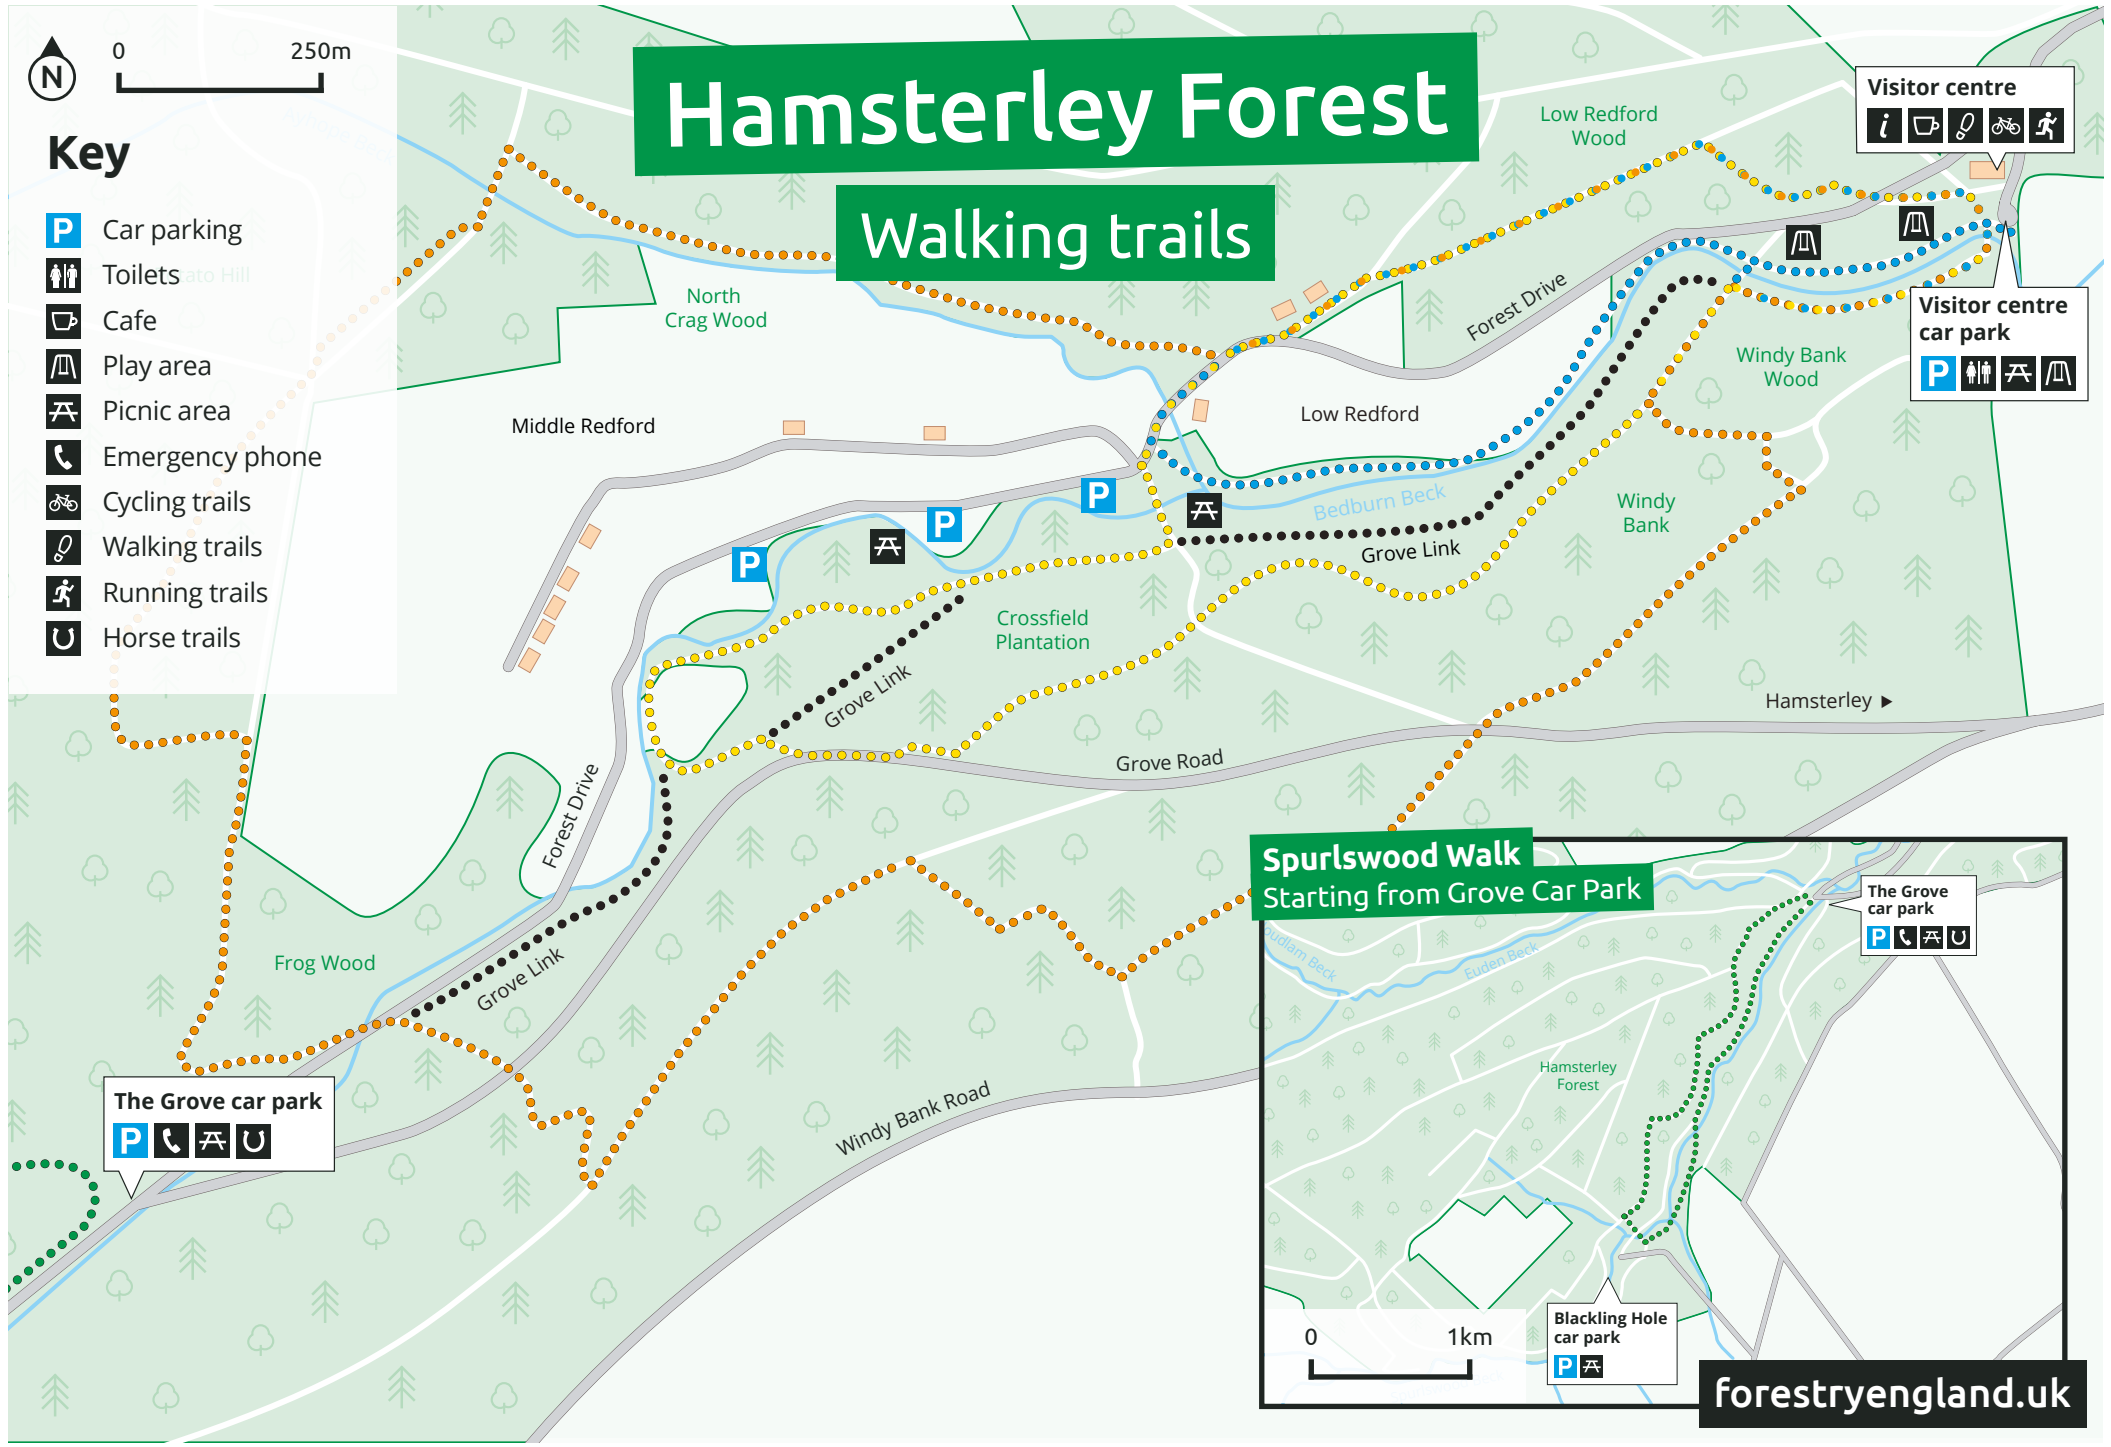 Hamsterley Forest
Walking trails
N
0 250m
Key
P Car parking
Toilets
Cafe
Play area
Picnic area
Emergency phone
Cycling trails
Walking trails
Running trails
Horse trails
Low Redford
Wood
Visitor centre
i
Visitor centre
car park
P
North
Crag Wood
Forest Drive
Windy Bank
Wood
Middle Redford
Low Redford
P
P
P
Bedburn Beck
Grove Link
Windy
Bank
Crossfield
Plantation
Grove Link
Hamsterley
Grove Road
Forest Drive
Frog Wood
Grove Link
Windy Bank Road
The Grove car park
P
Spurlswood Walk
Starting from Grove Car Park
The Grove
car park
P
Euden Beck
Beck
Hamsterley
Forest
Blackling Hole
car park
P
0 1km
forestryengland.uk